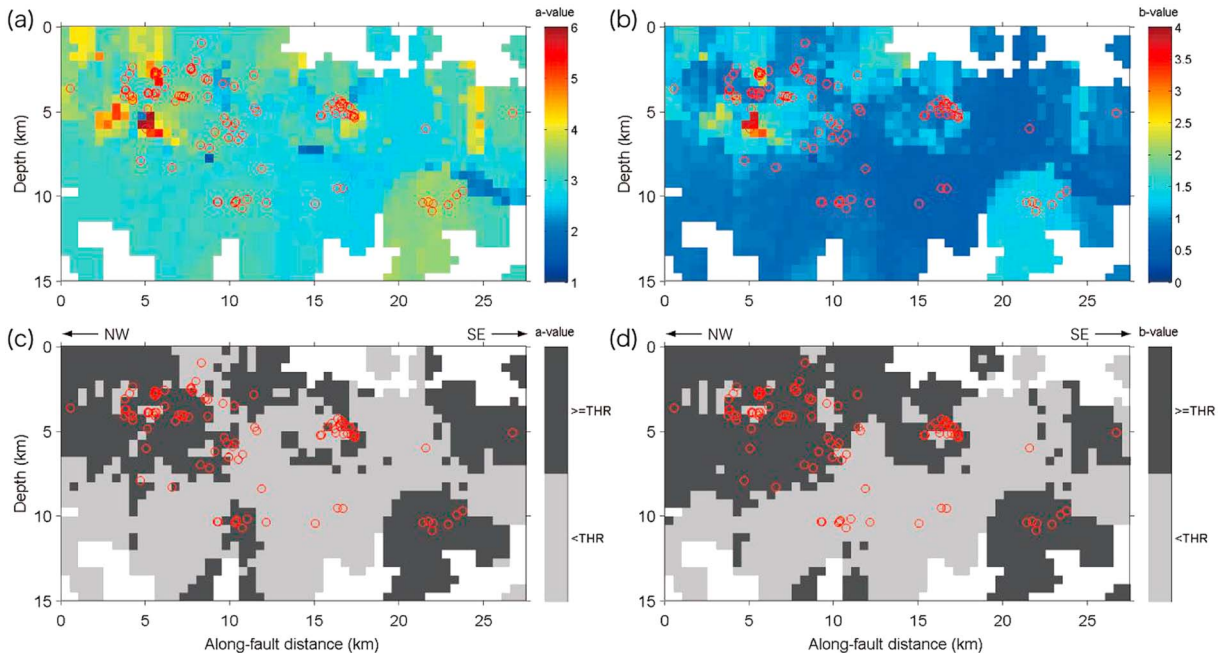 (a)
a-value
0
5
10
15
Depth (km)
0
5
10
15
20
25
6
5
4
3
2
1
(b)
b-value
0
5
10
15
Depth (km)
0
5
10
15
20
25
4
3.5
3
2.5
2
1.5
1
0.5
0
(c)
NW
SE
a-value
0
5
10
15
Depth (km)
0
5
10
15
20
25
Along-fault distance (km)
>=THR
<THR
(d)
NW
SE
b-value
0
5
10
15
Depth (km)
0
5
10
15
20
25
Along-fault distance (km)
>=THR
<THR